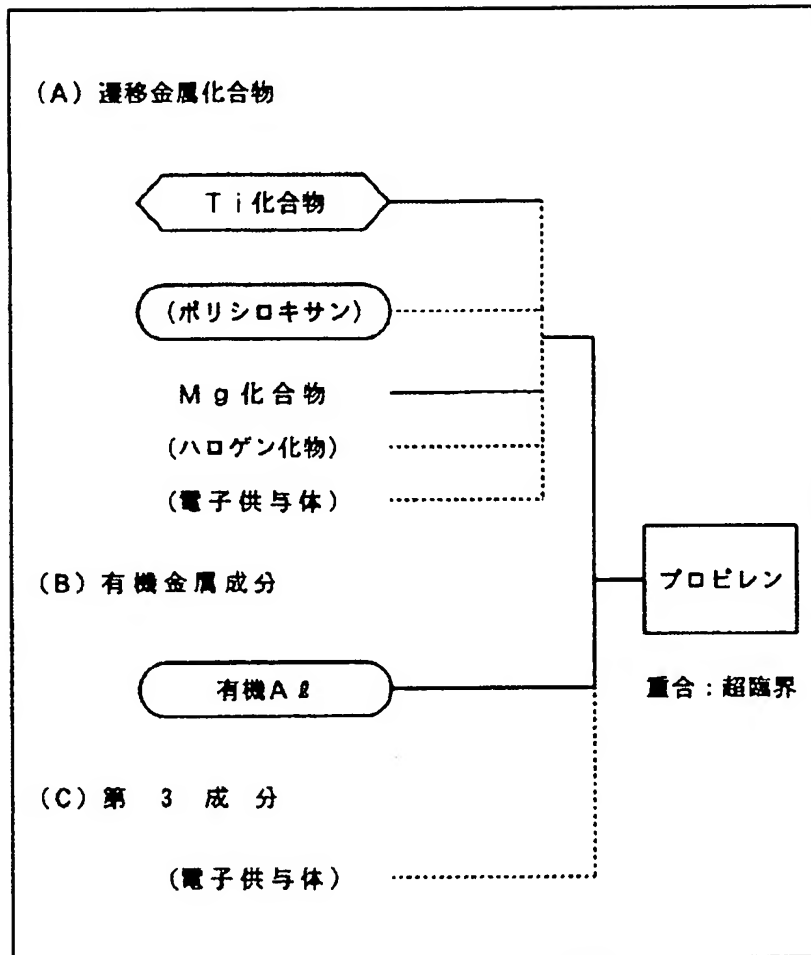 (A) 遷移金属化合物
Ti化合物
(ポリシロキサン)
Mg化合物
(ハロゲン化物)
(電子供与体)
(B) 有機金属成分
プロピレン
有機Aℓ
重合:超臨界
(C) 第 3 成 分
(電子供与体)